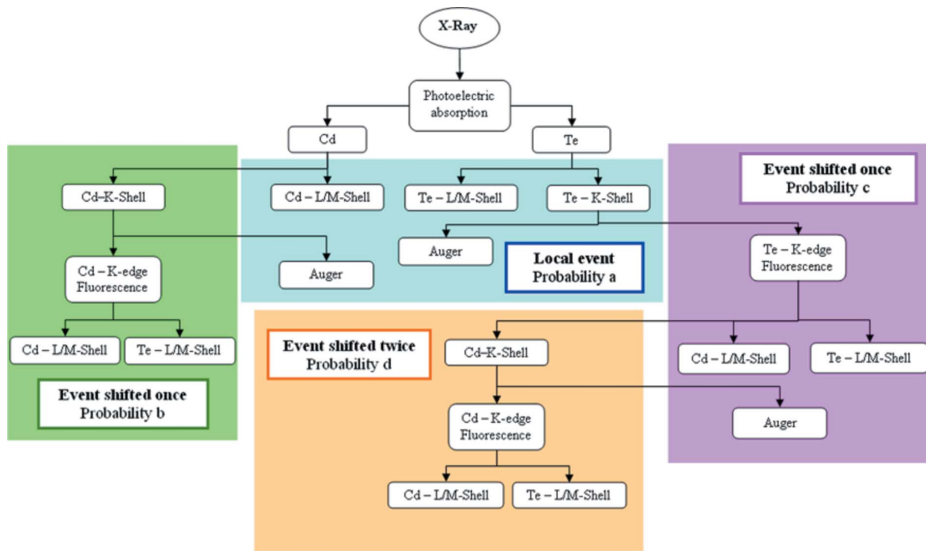 X-Ray
Photoelectric
absorption
Cd
Te
Event shifted once
Probability c
Cd–K-Shell
Cd – L/M-Shell
Te – L/M-Shell
Te – K-Shell
Auger
Te – K-edge
Fluorescence
Cd – K-edge
Fluorescence
Auger
Local event
Probability a
Cd – L/M-Shell
Te – L/M-Shell
Event shifted twice
Probability d
Cd–K-Shell
Cd – L/M-Shell
Te – L/M-Shell
Event shifted once
Probability b
Cd – K-edge
Fluorescence
Auger
Cd – L/M-Shell
Te – L/M-Shell